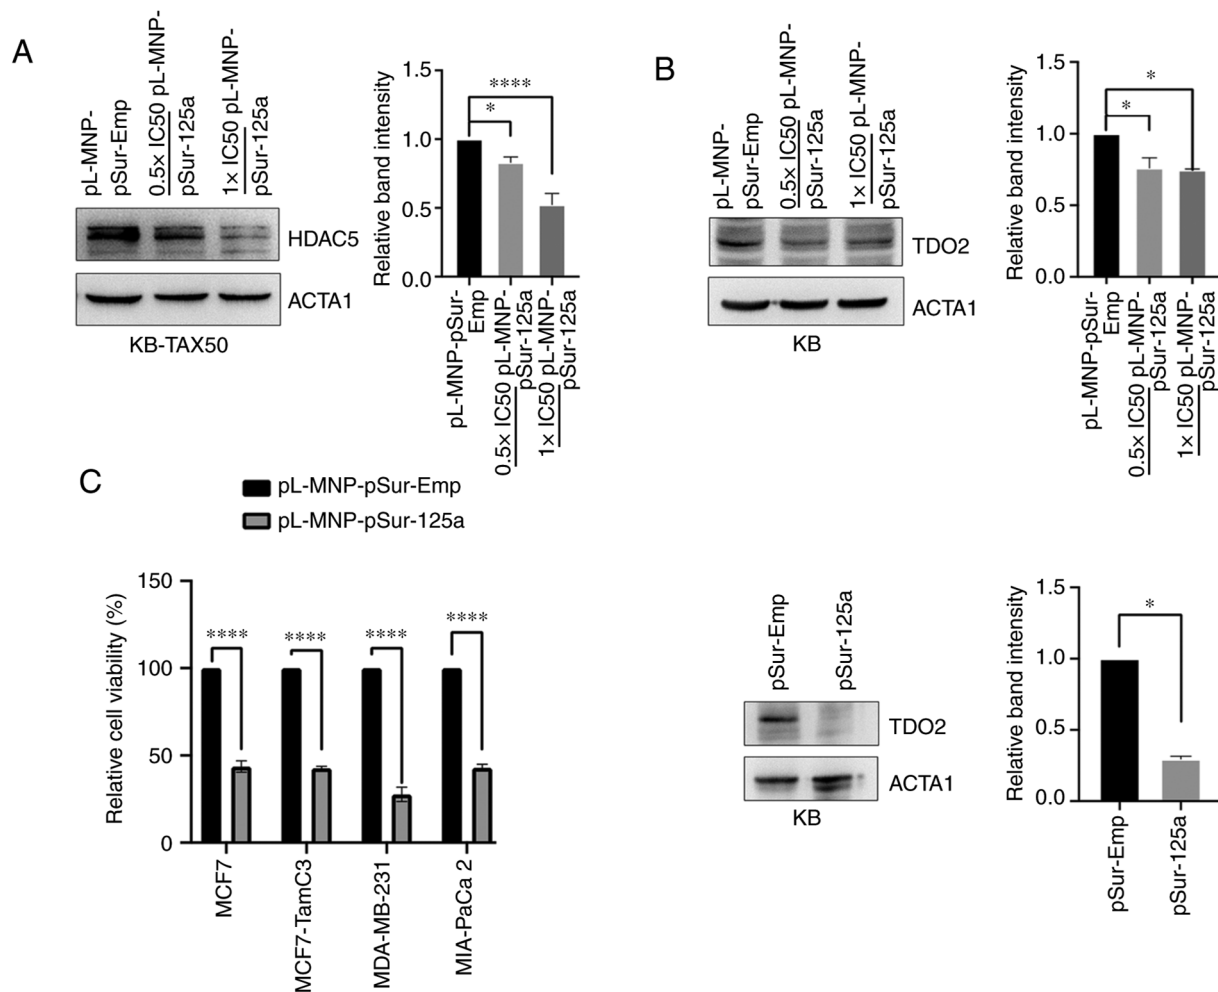 A
pL-MNP-
pSur-Emp
0.5× IC50 pL-MNP-
pSur-125a
1× IC50 pL-MNP-
pSur-125a
HDAC5
ACTA1
KB-TAX50
Relative band intensity
1.5
1.0
0.5
0.0
*
****
pL-MNP-pSur-
Emp
0.5× IC50 pL-MNP-
pSur-125a
1× IC50 pL-MNP-
pSur-125a
B
pL-MNP-
pSur-Emp
0.5× IC50 pL-MNP-
pSur-125a
1× IC50 pL-MNP-
pSur-125a
TDO2
ACTA1
KB
Relative band intensity
1.5
1.0
0.5
0.0
*
*
pL-MNP-pSur-
Emp
0.5× IC50 pL-MNP-
pSur-125a
1× IC50 pL-MNP-
pSur-125a
C
pL-MNP-pSur-Emp
pL-MNP-pSur-125a
Relative cell viability (%)
150
100
50
0
****
****
****
****
MCF7
MCF7-TamC3
MDA-MB-231
MIA-PaCa 2
pSur-Emp
pSur-125a
TDO2
ACTA1
KB
Relative band intensity
1.5
1.0
0.5
0.0
*
pSur-Emp
pSur-125a